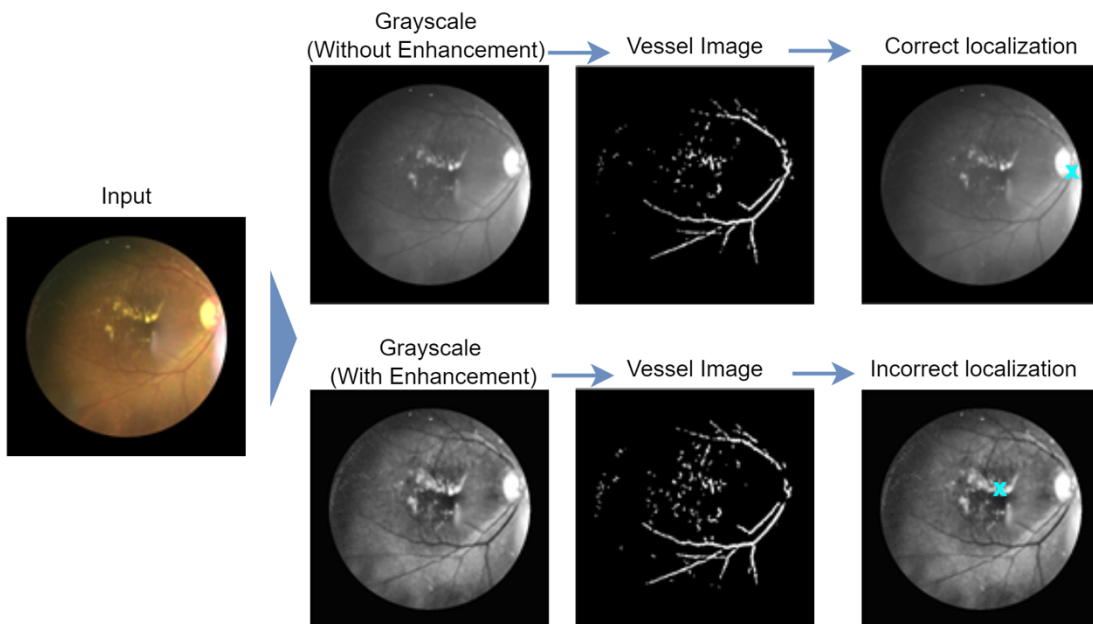 Input
Grayscale
(Without Enhancement)
Vessel Image
Correct localization
Grayscale
(With Enhancement)
Vessel Image
Incorrect localization